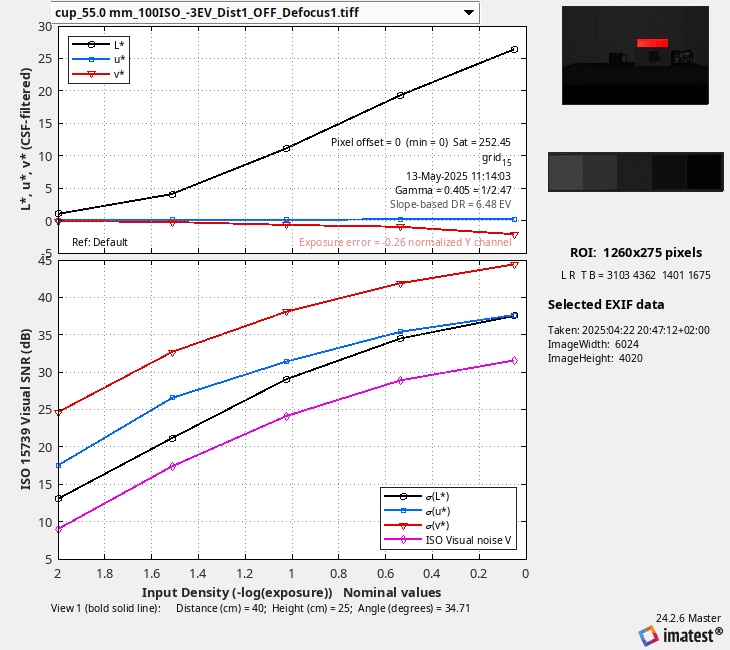 cup_55.0 mm_100ISO_-3EV_Dist1_OFF_Defocus1.tiff
30
25
20
15
10
5
0
-5
L*, u*, v* (CSF-filtered)
L*
u*
v*
Pixel offset = 0 (min = 0) Sat = 252.45
grid15
13-May-2025 11:14:03
Gamma = 0.405 = 1/2.47
Slope-based DR = 6.48 EV
Ref: Default
Exposure error = -0.26 normalized Y channel
45
40
35
30
25
20
15
10
5
ISO 15739 Visual SNR (dB)
𝜎(L*)
𝜎(u*)
𝜎(v*)
ISO Visual noise V
2 1.8 1.6 1.4 1.2 1 0.8 0.6 0.4 0.2 0
Input Density (-log(exposure)) Nominal values
View 1 (bold solid line): Distance (cm) = 40; Height (cm) = 25; Angle (degrees) = 34.71
ROI: 1260x275 pixels
L R T B = 3103 4362 1401 1675
Selected EXIF data
Taken: 2025:04:22 20:47:12+02:00
ImageWidth: 6024
ImageHeight: 4020
24.2.6 Master
imatest®